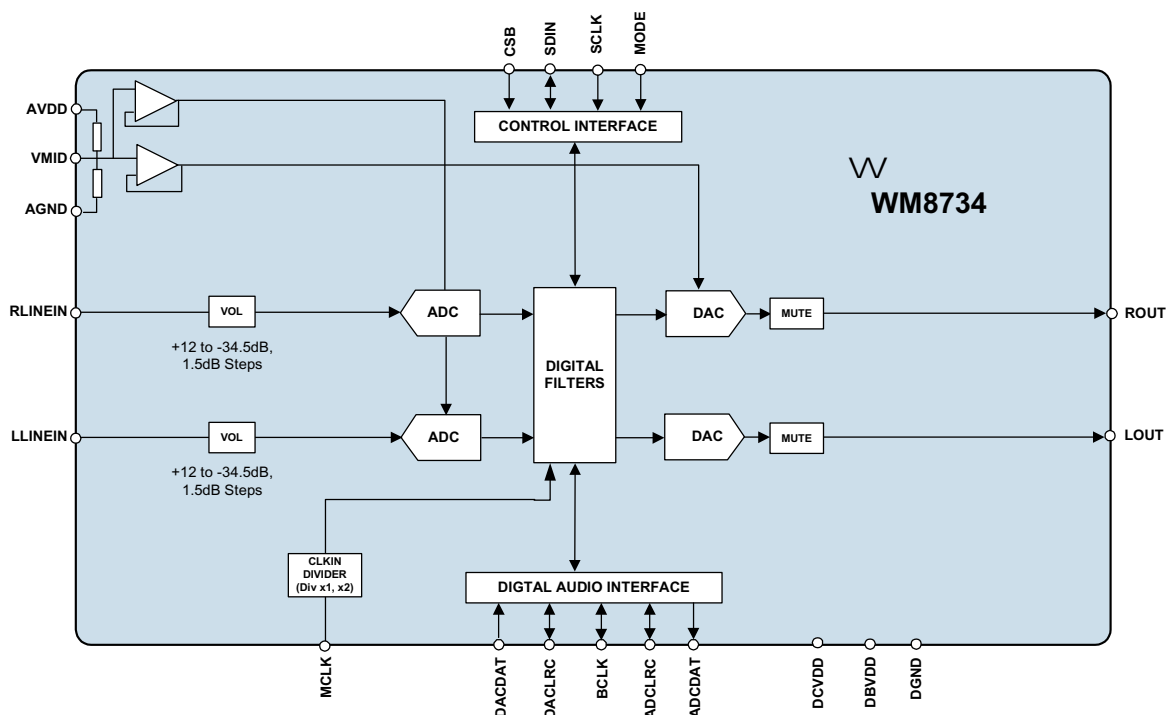 CSB
SDIN
SCLK
MODE
AVDD
VMID
AGND
CONTROL INTERFACE
WM8734
RLINEIN
VOL
ADC
DAC
MUTE
ROUT
+12 to -34.5dB,
1.5dB Steps
DIGITAL
FILTERS
LLINEIN
VOL
ADC
DAC
MUTE
LOUT
+12 to -34.5dB,
1.5dB Steps
CLKIN
DIVIDER
(Div x1, x2)
DIGTAL AUDIO INTERFACE
MCLK
DACDAT
DACLRC
BCLK
ADCLRC
ADCDAT
DCVDD
DBVDD
DGND